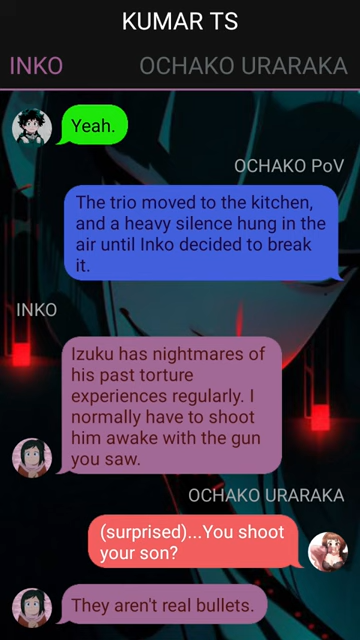 KUMAR TS
INKO
OCHAKO URARAKA
Yeah.
OCHAKO PoV
The trio moved to the kitchen,
and a heavy silence hung in the
air until Inko decided to break
it.
INKO
Izuku has nightmares of
his past torture
experiences regularly. I
normally have to shoot
him awake with the gun
you saw.
OCHAKO URARAKA
(surprised)...You shoot
your son?
They aren't real bullets.